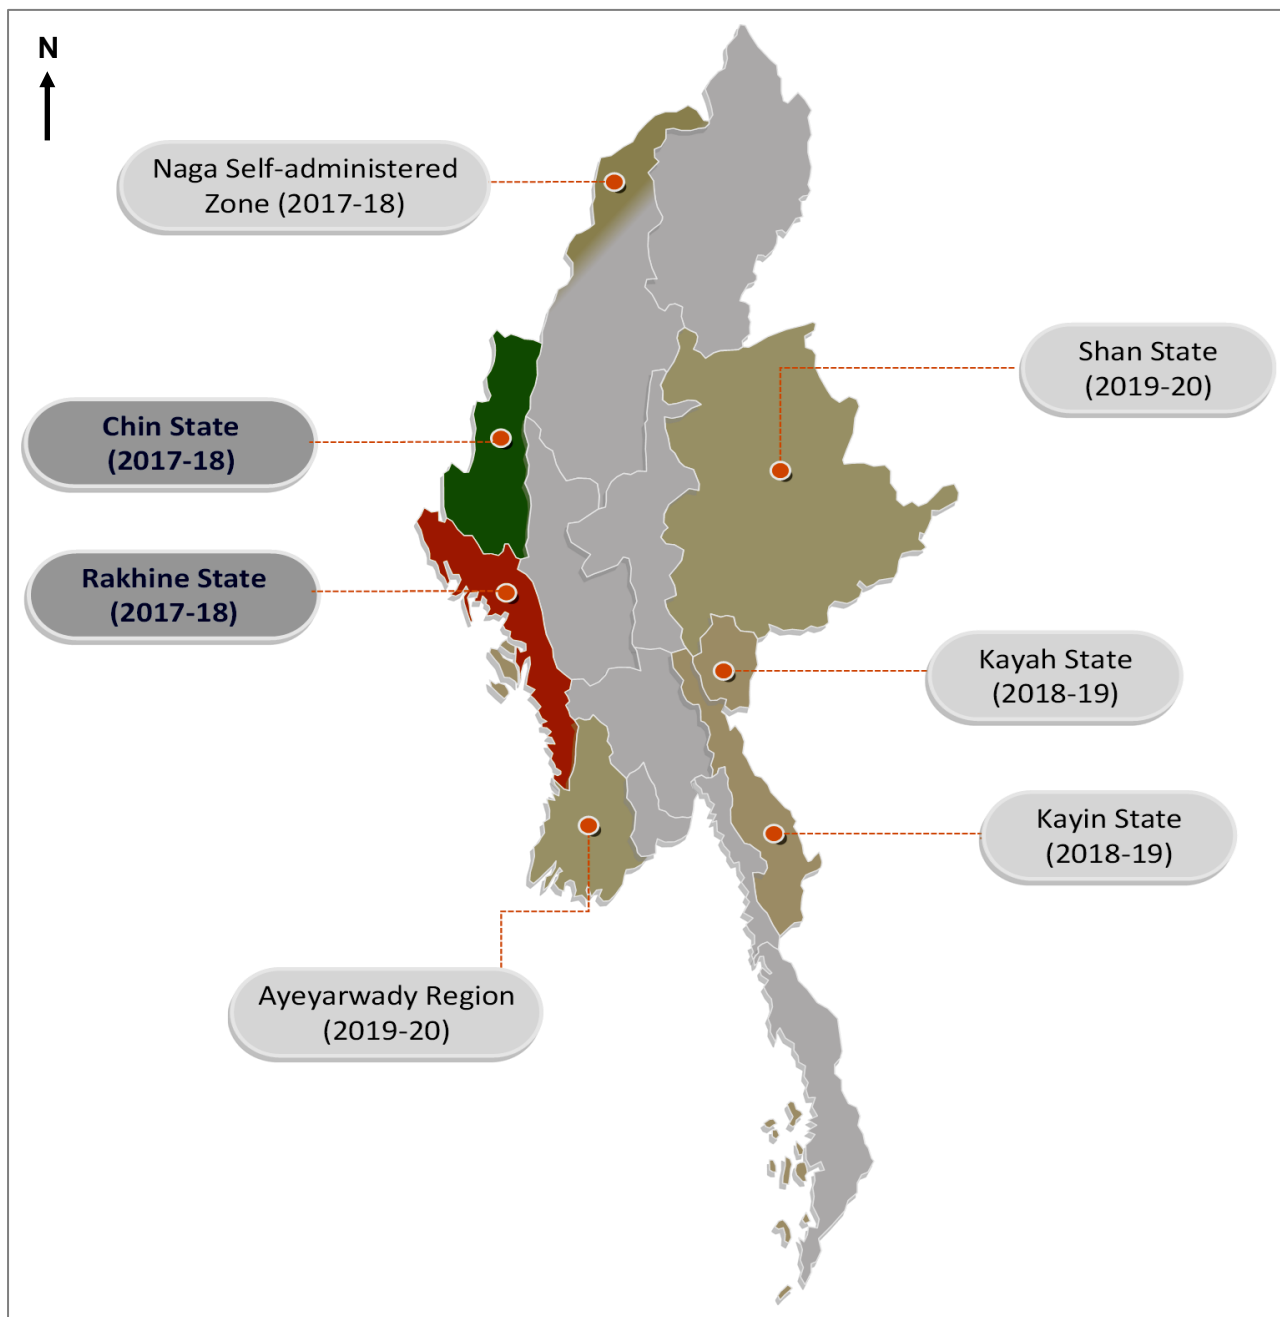 N
Naga Self-administered
Zone (2017-18)
Shan State
(2019-20)
Chin State
(2017-18)
Rakhine State
(2017-18)
Kayah State
(2018-19)
Kayin State
(2018-19)
Ayeyarwady Region
(2019-20)